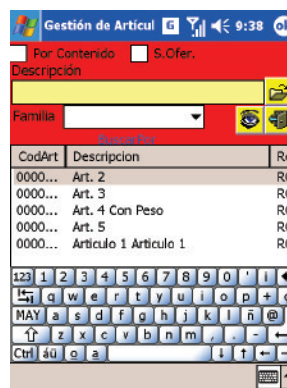 Gestión de Articul G 9:38 ok
Por Contenido S.Ofer.
Descripción
Familia
CodArt Descripcion
0000... Art. 2
0000... Art. 3
0000... Art. 4 Con Peso
0000... Art. 5
0000... Articulo 1 Articulo 1
123 1 2 3 4 5 6 7 8 9 0 ' ¡
q w e r t y u i o p + ç
MAY a s d f g h j k l ñ @
z x c v b n m , . -
Ctrl áü º ª